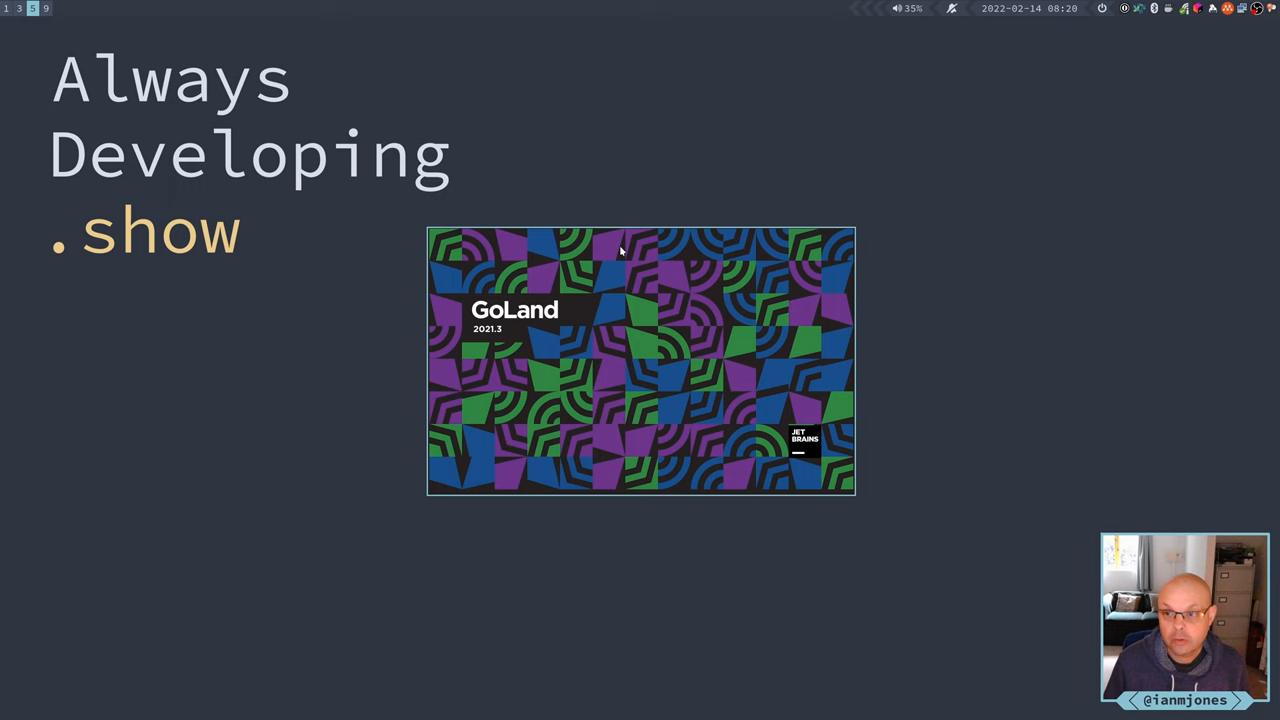 1 3 5 9
35%
2022-02-14 08:20
Always
Developing
.show
GoLand
2021.3
JET
BRAINS
@ianmjones